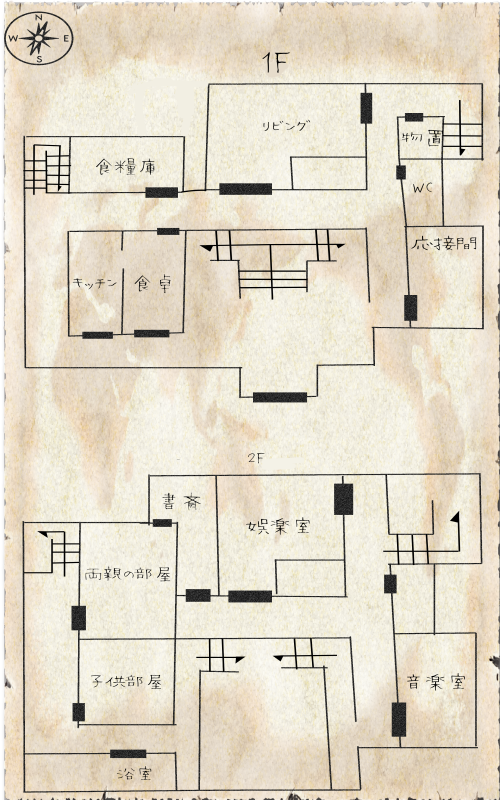 N
W E
S
1F
リビング
物置
食糧庫
WC
応接間
キッチン
食卓
2F
書斎
娯楽室
両親の部屋
子供部屋
音楽室
浴室